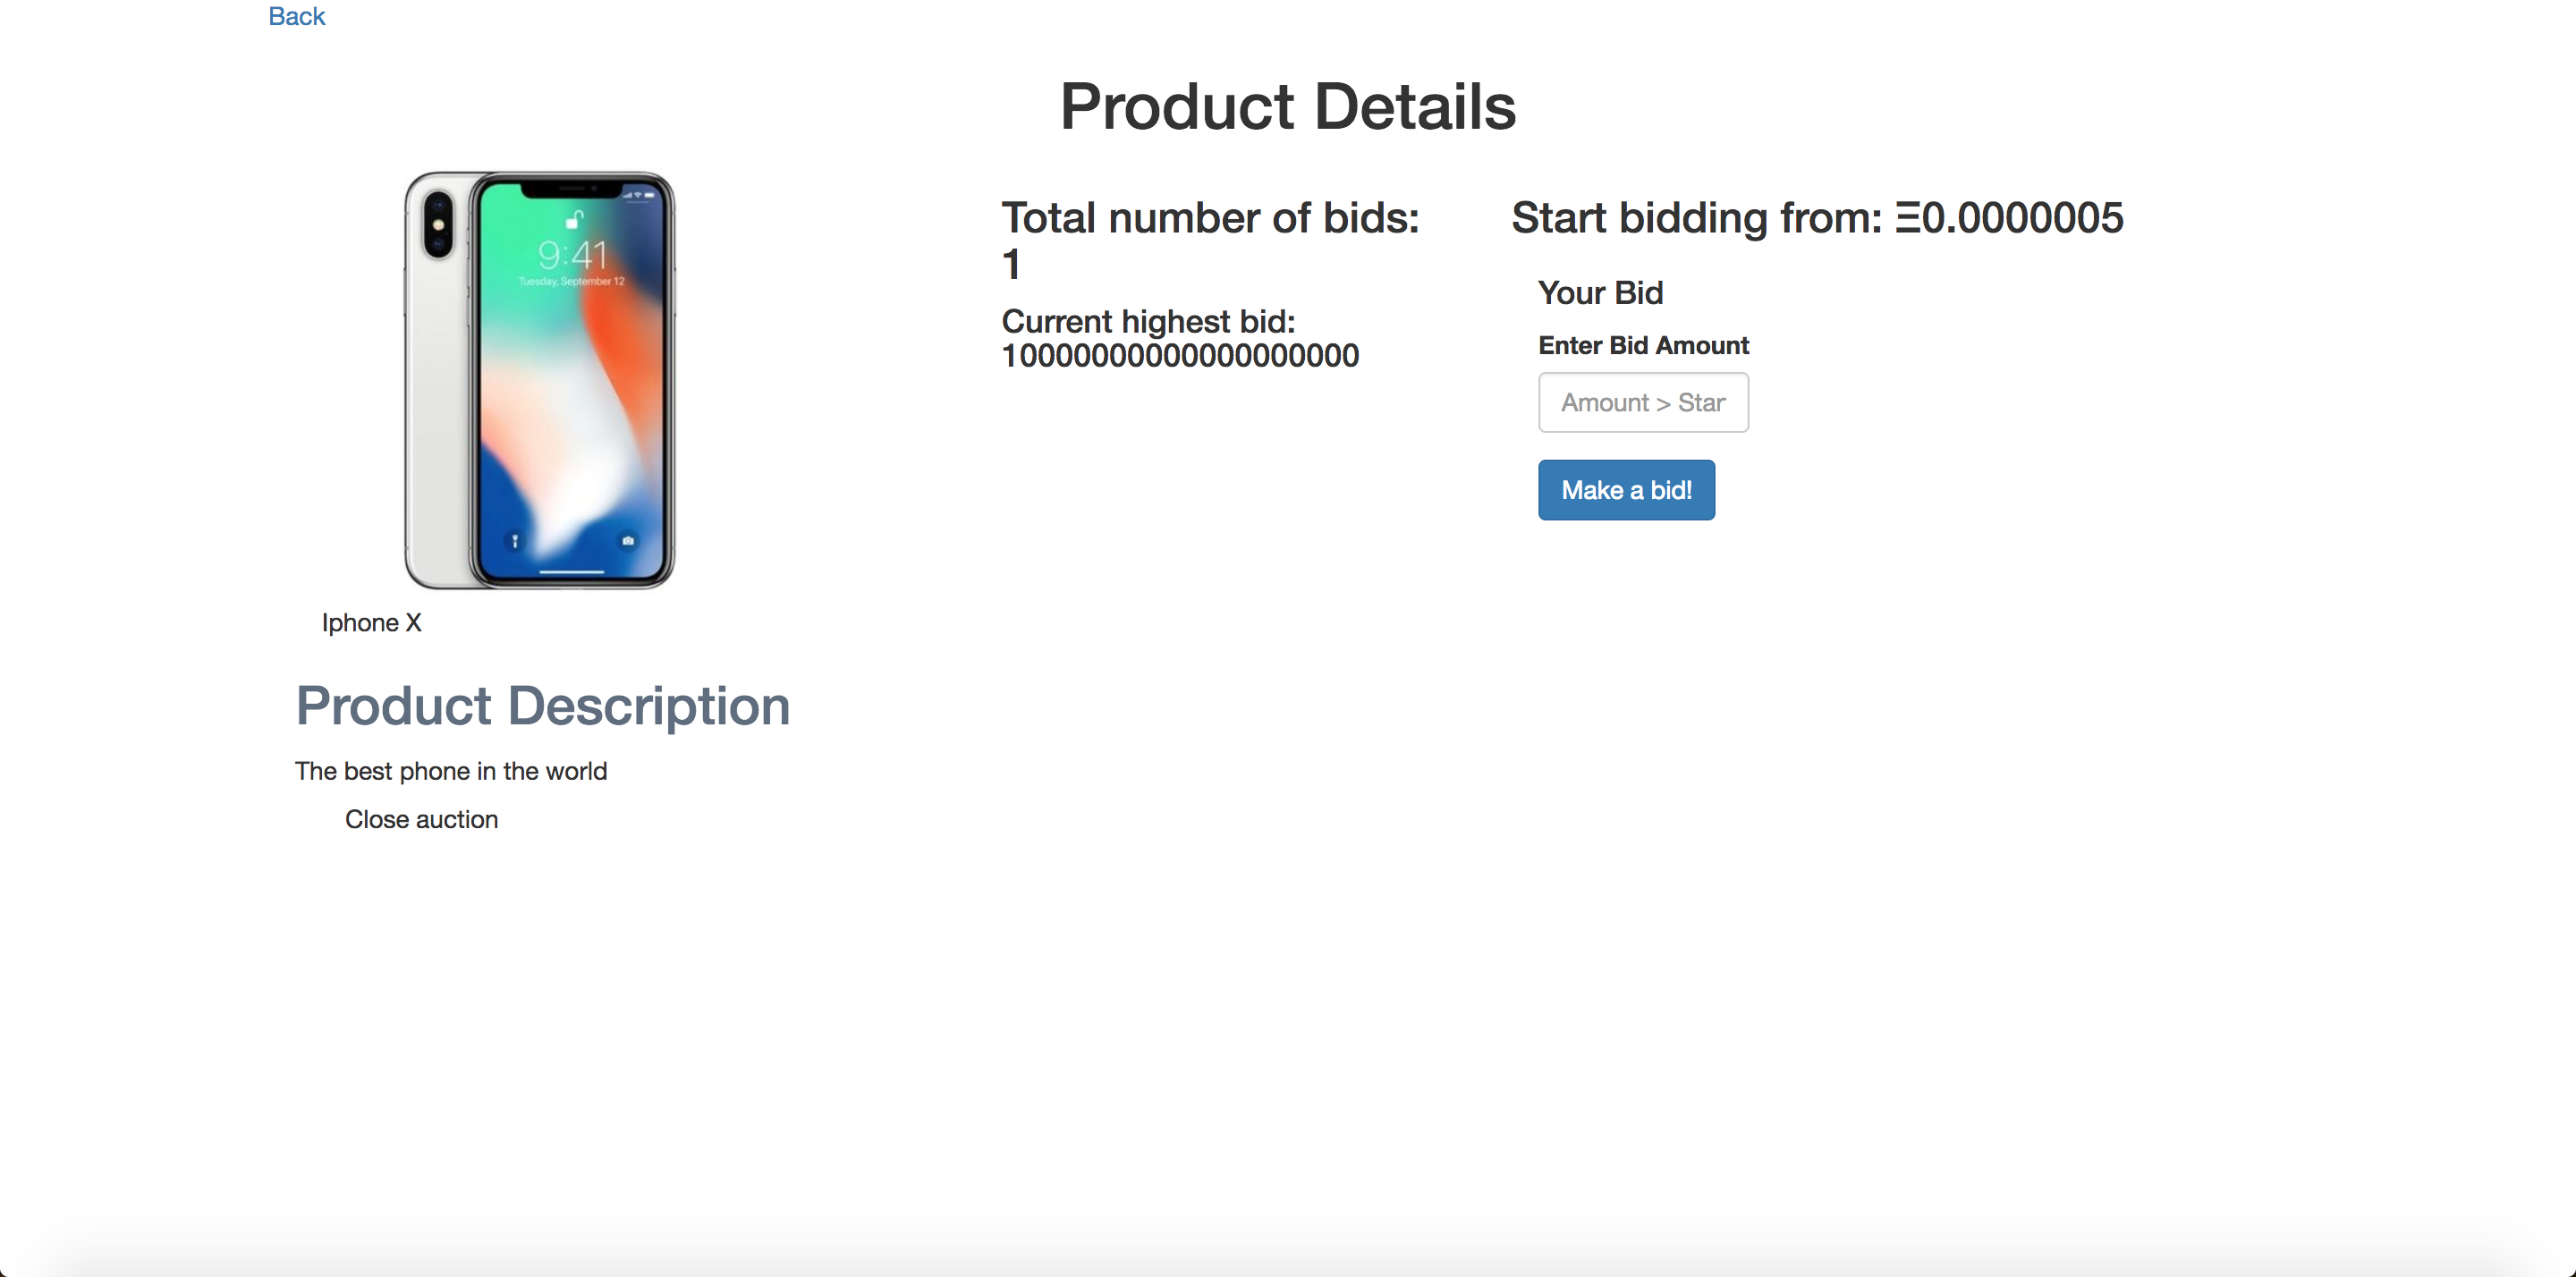 Back
Product Details
9:41
Tuesday, September 12
Iphone X
Product Description
The best phone in the world
Close auction
Total number of bids:
1
Current highest bid:
10000000000000000000
Start bidding from: Ξ0.0000005
Your Bid
Enter Bid Amount
Amount > Star
Make a bid!